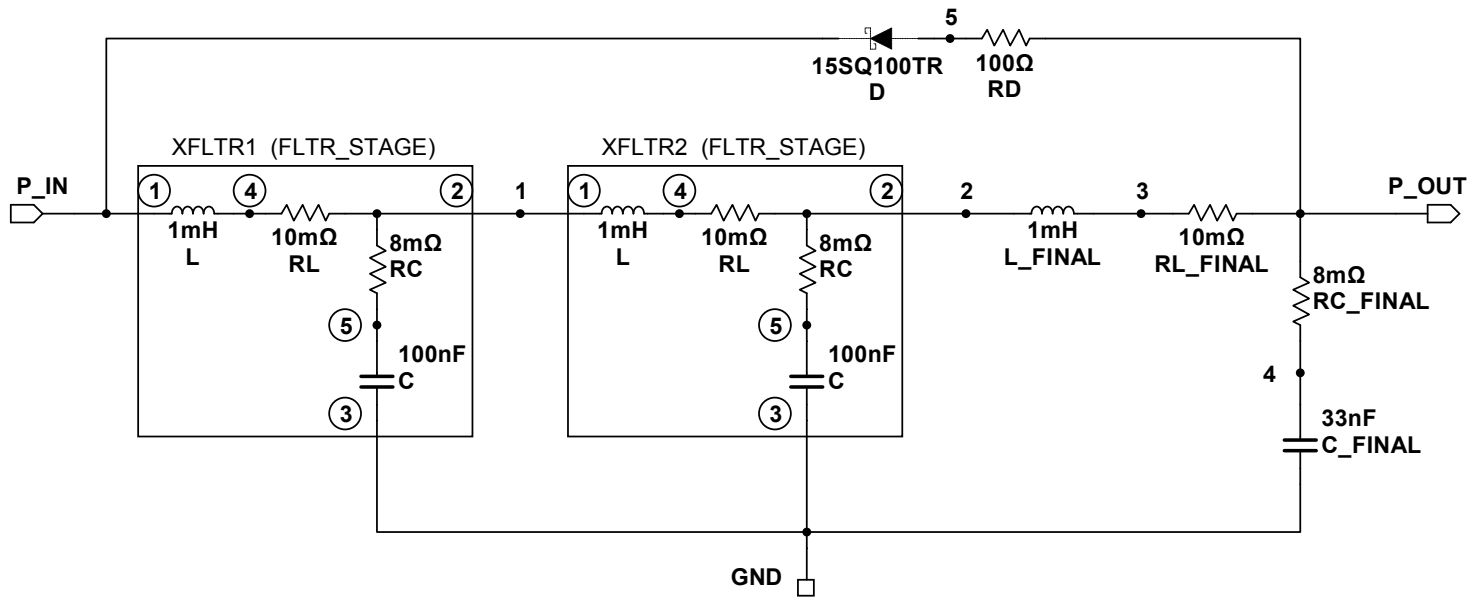 5
15SQ100TR
D
100Ω
RD
XFLTR1 (FLTR_STAGE)
XFLTR2 (FLTR_STAGE)
P_IN
1
4
2
1
1
4
2
2
3
P_OUT
1mH
L
10mΩ
RL
8mΩ
RC
1mH
L
10mΩ
RL
8mΩ
RC
1mH
L_FINAL
10mΩ
RL_FINAL
8mΩ
RC_FINAL
5
100nF
C
3
5
100nF
C
3
4
33nF
C_FINAL
GND